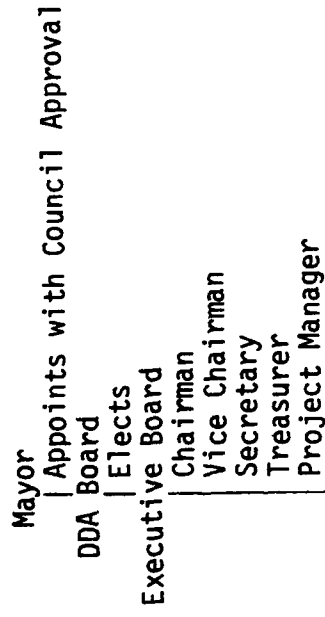 Mayor
Appoints with Council Approval
DDA Board
Elects
Executive Board
Chairman
Vice Chairman
Secretary
Treasurer
Project Manager